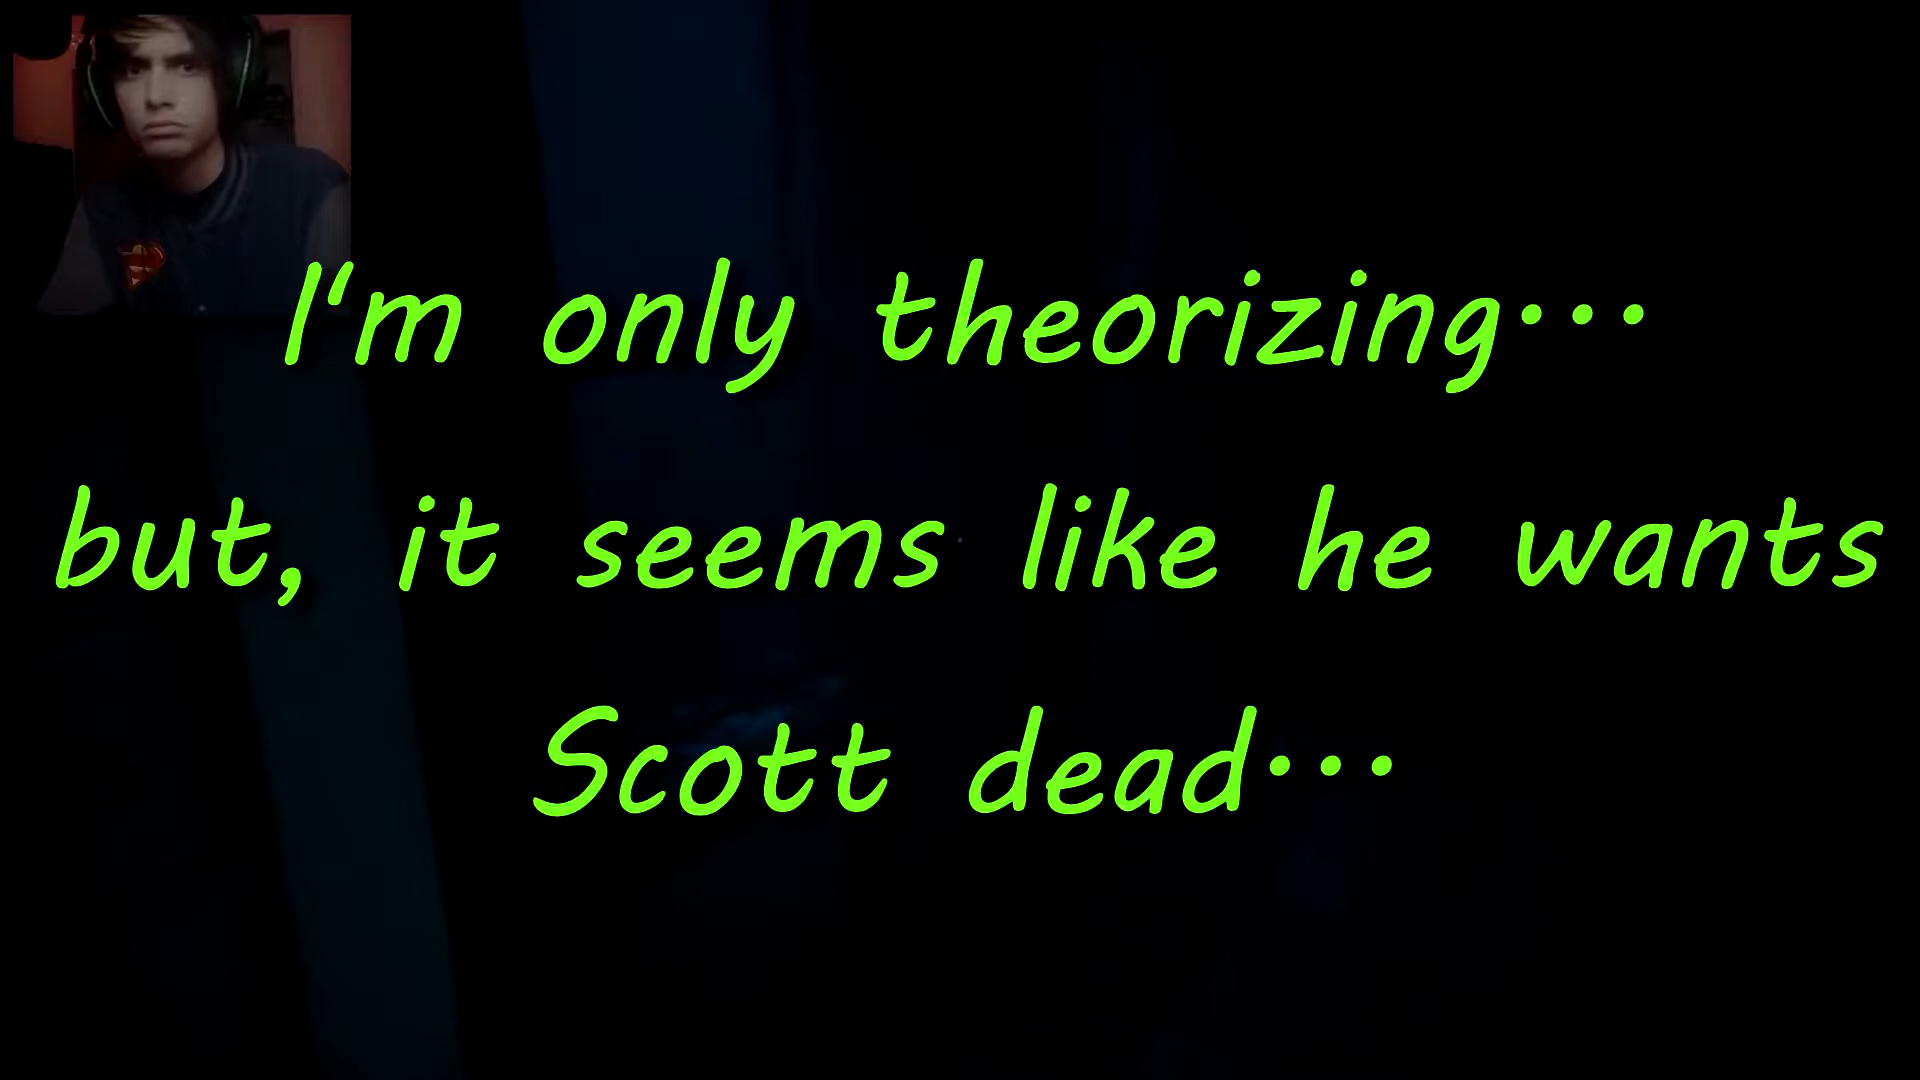 I'm only theorizing...
but, it seems like he wants
Scott dead...